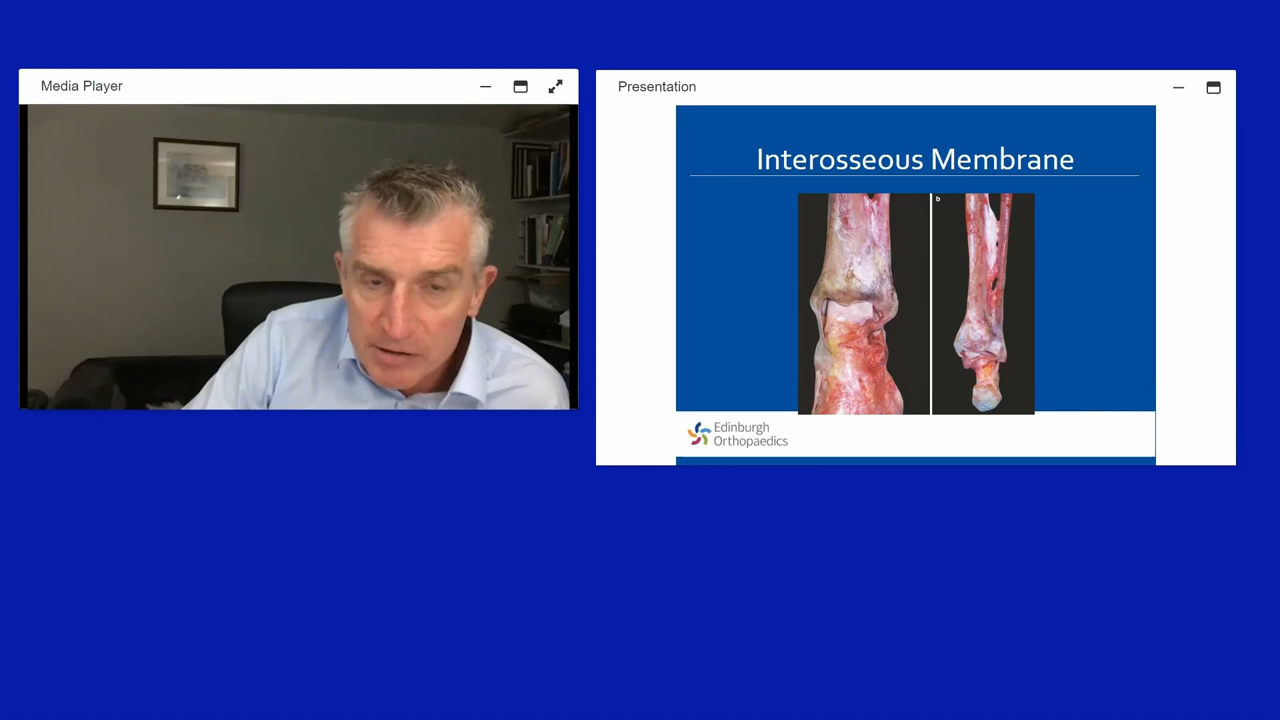 Media Player
Presentation
Interosseous Membrane
b
Edinburgh
Orthopaedics